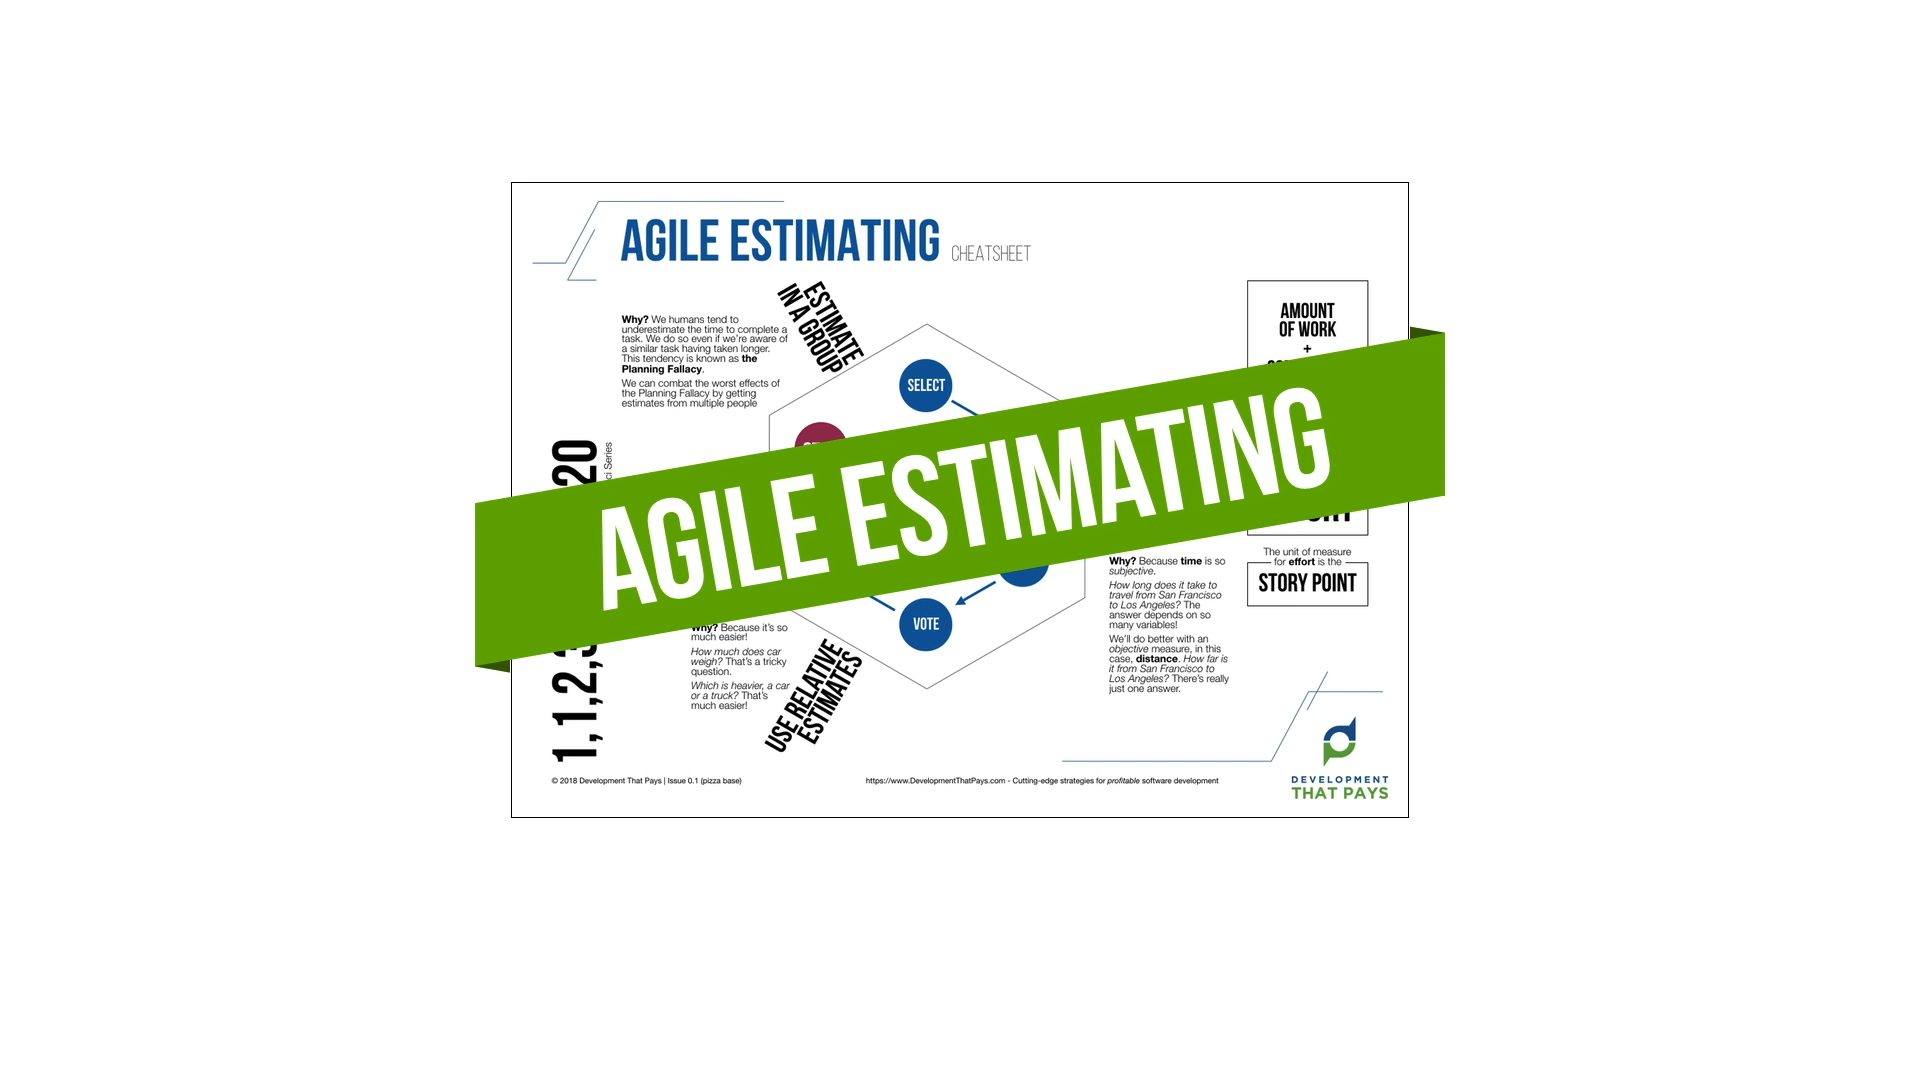 AGILE ESTIMATING CHEATSHEET
ESTIMATE
IN A GROUP
Why? We humans tend to
underestimate the time to complete a
task. We do so even if we're aware of
a similar task having taken longer.
This tendency is known as the
Planning Fallacy.
We can combat the worst effects of
the Planning Fallacy by getting
estimates from multiple people
AMOUNT
OF WORK
+
SELECT
AGILE ESTIMATING
VOTE
1,1,2,
20
Series
The unit of measure
for effort is the
STORY POINT
Why? Because time is so
subjective.
How long does it take to
travel from San Francisco
to Los Angeles? The
answer depends on so
many variables!
We'll do better with an
objective measure, in this
case, distance. How far is
it from San Francisco to
Los Angeles? There's really
just one answer.
Why? Because it's so
much easier!
How much does car
weigh? That's a tricky
question.
Which is heavier, a car
or a truck? That's
much easier!
USE RELATIVE
ESTIMATES
© 2018 Development That Pays | Issue 0.1 (pizza base)
https://www.DevelopmentThatPays.com - Cutting-edge strategies for profitable software development
DEVELOPMENT
THAT PAYS